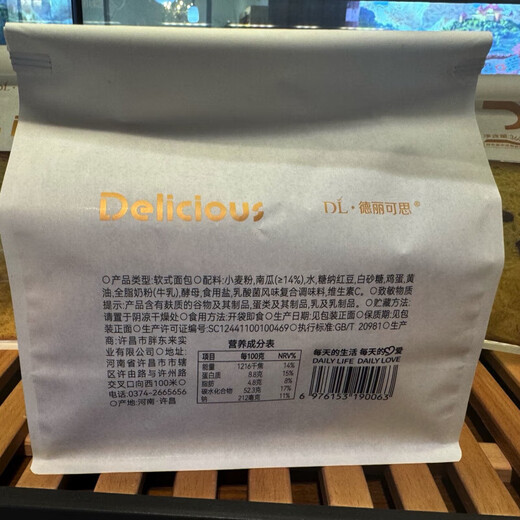 Delicious
DL·德丽可思®
○产品类型:软式面包○配料:小麦粉,南瓜(≥14%),水,糖纳红豆,白砂糖,鸡蛋,黄
油,全脂奶粉(牛乳),酵母,食用盐,乳酸菌风味复合调味料,维生素C。○致敏物质
提示:产品含有麸质的谷物及其制品,蛋类及其制品,乳及乳制品。○贮藏方法:
请置于阴凉干燥处○食用方法:开袋即食○生产日期:见包装正面○保质期:见包
装正面○生产许可证编号:SC12441100100469○执行标准:GB/T 20981○生产
商:许昌市胖东来实
业有限公司○地址:
河南省许昌市市辖
区许由路与许州路
交叉口向西100米○
电话:0374-2665656
○产地:河南·许昌
营养成分表
项目 每100克 NRV%
能量 1216千焦 14%
蛋白质 8.8克 15%
脂肪 4.8克 8%
碳水化合物 52.3克 17%
钠 212毫克 11%
每天的生活 每天的爱
DAILY LIFE DAILY LOVE
6 976153 190063